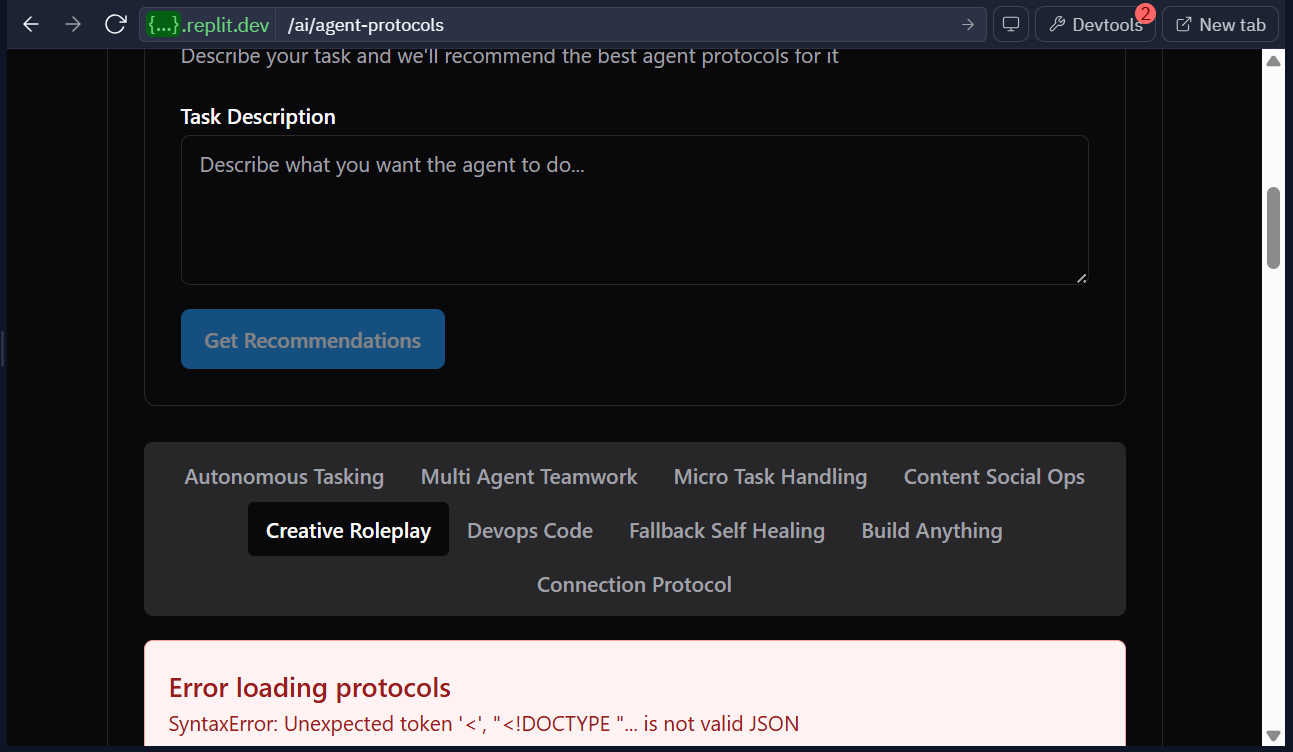 {...}.replit.dev /ai/agent-protocols Devtools 2 New tab
Describe your task and we'll recommend the best agent protocols for it
Task Description
Describe what you want the agent to do...
Get Recommendations
Autonomous Tasking Multi Agent Teamwork Micro Task Handling Content Social Ops
Creative Roleplay Devops Code Fallback Self Healing Build Anything
Connection Protocol
Error loading protocols
SyntaxError: Unexpected token '<', "<!DOCTYPE "... is not valid JSON